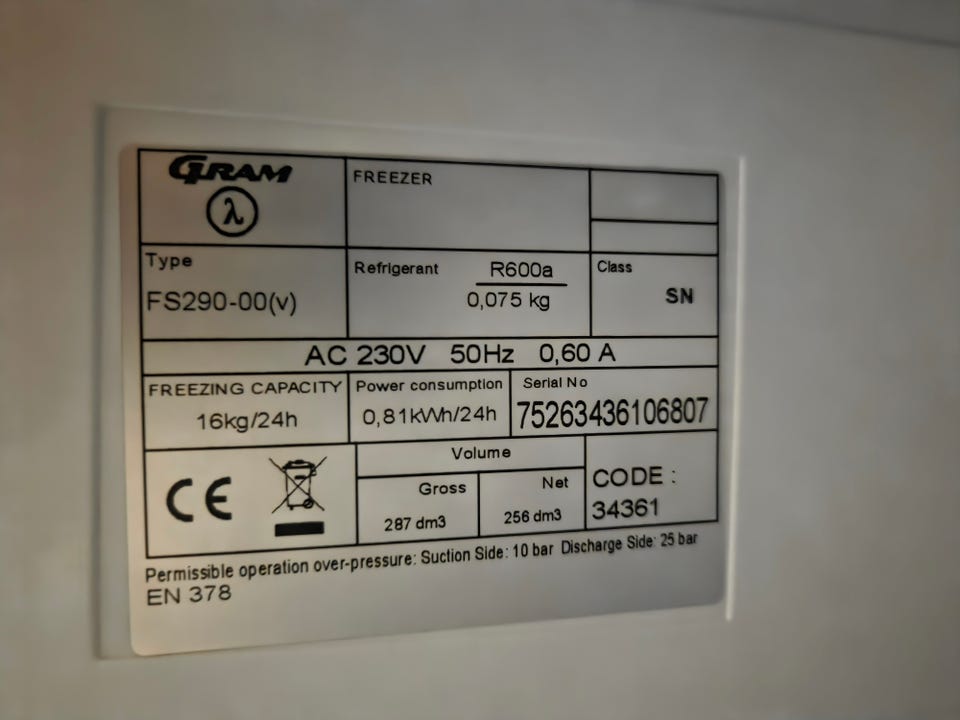 GRAM
λ
FREEZER
Type
FS290-00(v)
Refrigerant
R600a
0,075 kg
Class
SN
AC 230V 50Hz 0,60 A
FREEZING CAPACITY
16kg/24h
Power consumption
0,81kWh/24h
Serial No
75263436106807
CE
Volume
Gross
287 dm3
Net
256 dm3
CODE :
34361
Permissible operation over-pressure: Suction Side: 10 bar Discharge Side: 25 bar
EN 378